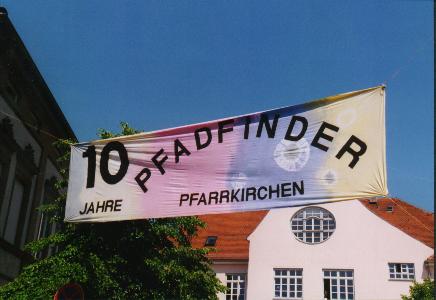 10 PFADFINDER
JAHRE PFARRKIRCHEN